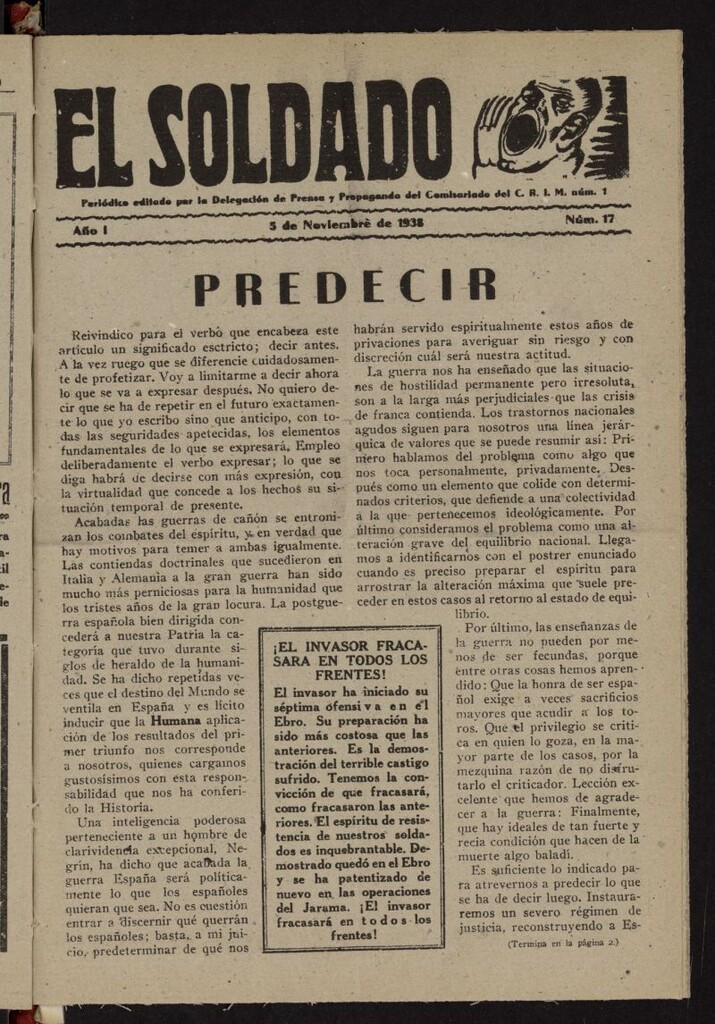 EL SOLDADO
Periódico editado por la Delegación de Prensa y Propaganda del Comisariado del C. R. I. M. núm. 1
Año I
5 de Noviembre de 1938
Núm. 17
PREDECIR
Reivindico para el verbo que encabeza este
artículo un significado esctricto; decir antes.
A la vez ruego que se diferencie cuidadosamen-
te de profetizar. Voy a limitarme a decir ahora
lo que se va a expresar después. No quiero de-
cir que se ha de repetir en el futuro exactamen-
te lo que yo escribo sino que anticipo, con to-
das las seguridades apetecidas, los elementos
fundamentales de lo que se expresará. Empleo
deliberadamente el verbo expresar; lo que se
diga habrá de decirse con más expresión, con
la virtualidad que concede a los hechos su si-
tuación temporal de presente.
Acabadas las guerras de cañón se entroni-
zan los combates del espíritu, y en verdad que
hay motivos para temer a ambas igualmente.
Las contiendas doctrinales que sucedieron en
Italia y Alemania a la gran guerra han sido
mucho más perniciosas para la humanidad que
los tristes años de la gran locura. La postgue-
rra española bien dirigida con-
cederá a nuestra Patria la ca-
tegoría que tuvo durante si-
glos de heraldo de la humani-
dad. Se ha dicho repetidas ve-
ces que el destino del Mundo se
ventila en España y es lícito
inducir que la Humana aplica-
ción de los resultados del pri-
mer triunfo nos corresponde
a nosotros, quienes cargamos
gustosísimos con esta respon-
sabilidad que nos ha conferi-
do la Historia.
Una inteligencia poderosa
perteneciente a un hombre de
clarividencia excepcional, Ne-
grín, ha dicho que acabada la
guerra España será política-
mente lo que los españoles
quieran que sea. No es cuestión
entrar a discernir qué querrán
los españoles; basta, a mi jui-
cio, predeterminar de qué nos
¡EL INVASOR FRACA-
SARA EN TODOS LOS
FRENTES!
El invasor ha iniciado su
séptima ofensiva en el
Ebro. Su preparación ha
sido más costosa que las
anteriores. Es la demos-
tración del terrible castigo
sufrido. Tenemos la con-
vicción de que fracasará,
como fracasaron las ante-
riores. El espíritu de resis-
tencia de nuestros solda-
dos es inquebrantable. De-
mostrado quedó en el Ebro
y se ha patentizado de
nuevo en las operaciones
del Jarama. ¡El invasor
fracasará en todos los
frentes!
habrán servido espiritualmente estos años de
privaciones para averiguar sin riesgo y con
discreción cuál será nuestra actitud.
La guerra nos ha enseñado que las situacio-
nes de hostilidad permanente pero irresoluta,
son a la larga más perjudiciales que las crisis
de franca contienda. Los trastornos nacionales
agudos siguen para nosotros una línea jerár-
quica de valores que se puede resumir así: Pri-
mero hablamos del problema como algo que
nos toca personalmente, privadamente. Des-
pués como un elemento que colide con determi-
nados criterios, que defiende a una colectividad
a la que pertenecemos ideológicamente. Por
último consideramos el problema como una al-
teración grave del equilibrio nacional. Llega-
mos a identificarnos con el postrer enunciado
cuando es preciso preparar el espíritu para
arrostrar la alteración máxima que suele pre-
ceder en estos casos al retorno al estado de equi-
librio.
Por último, las enseñanzas de
la guerra no pueden por me-
nos de ser fecundas, porque
entre otras cosas hemos apren-
dido: Que la honra de ser espa-
ñol exige a veces sacrificios
mayores que acudir a los to-
ros. Que el privilegio se criti-
ca en quien lo goza, en la ma-
yor parte de los casos, por la
mezquina razón de no disfru-
tarlo el criticador. Lección ex-
celente que hemos de agrade-
cer a la guerra: Finalmente,
que hay ideales de tan fuerte y
recia condición que hacen de la
muerte algo baladí.
Es suficiente lo indicado pa-
ra atrevernos a predecir lo que
se ha de decir luego. Instaura-
remos un severo régimen de
justicia, reconstruyendo a Es-
(Termina en la página 2.)